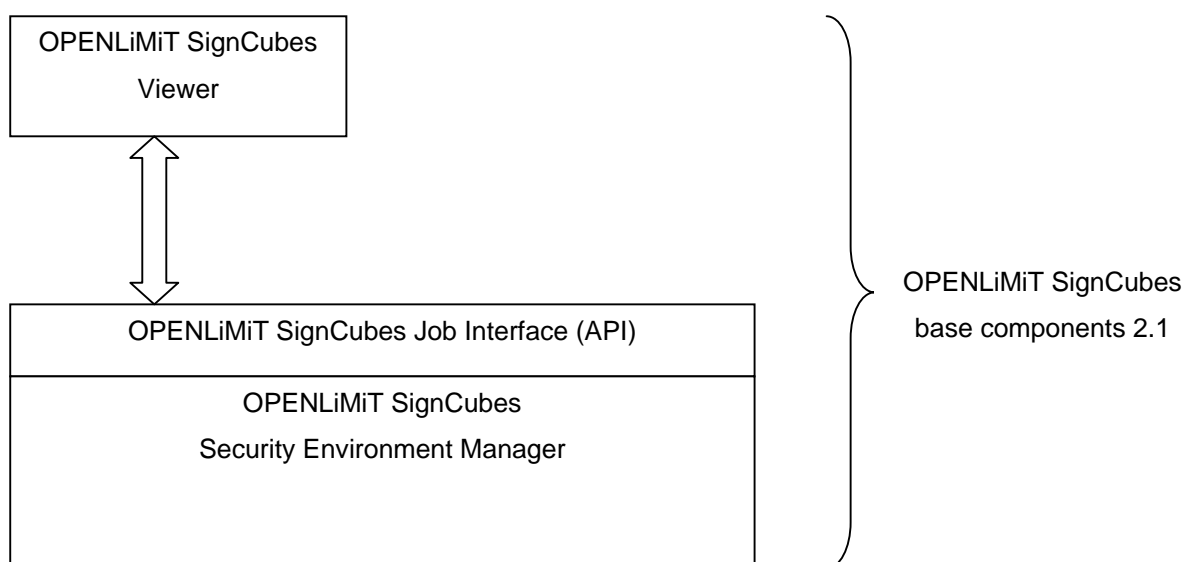 OPENLiMiT SignCubes
Viewer
OPENLiMiT SignCubes Job Interface (API)
OPENLiMiT SignCubes
Security Environment Manager
OPENLiMiT SignCubes
base components 2.1